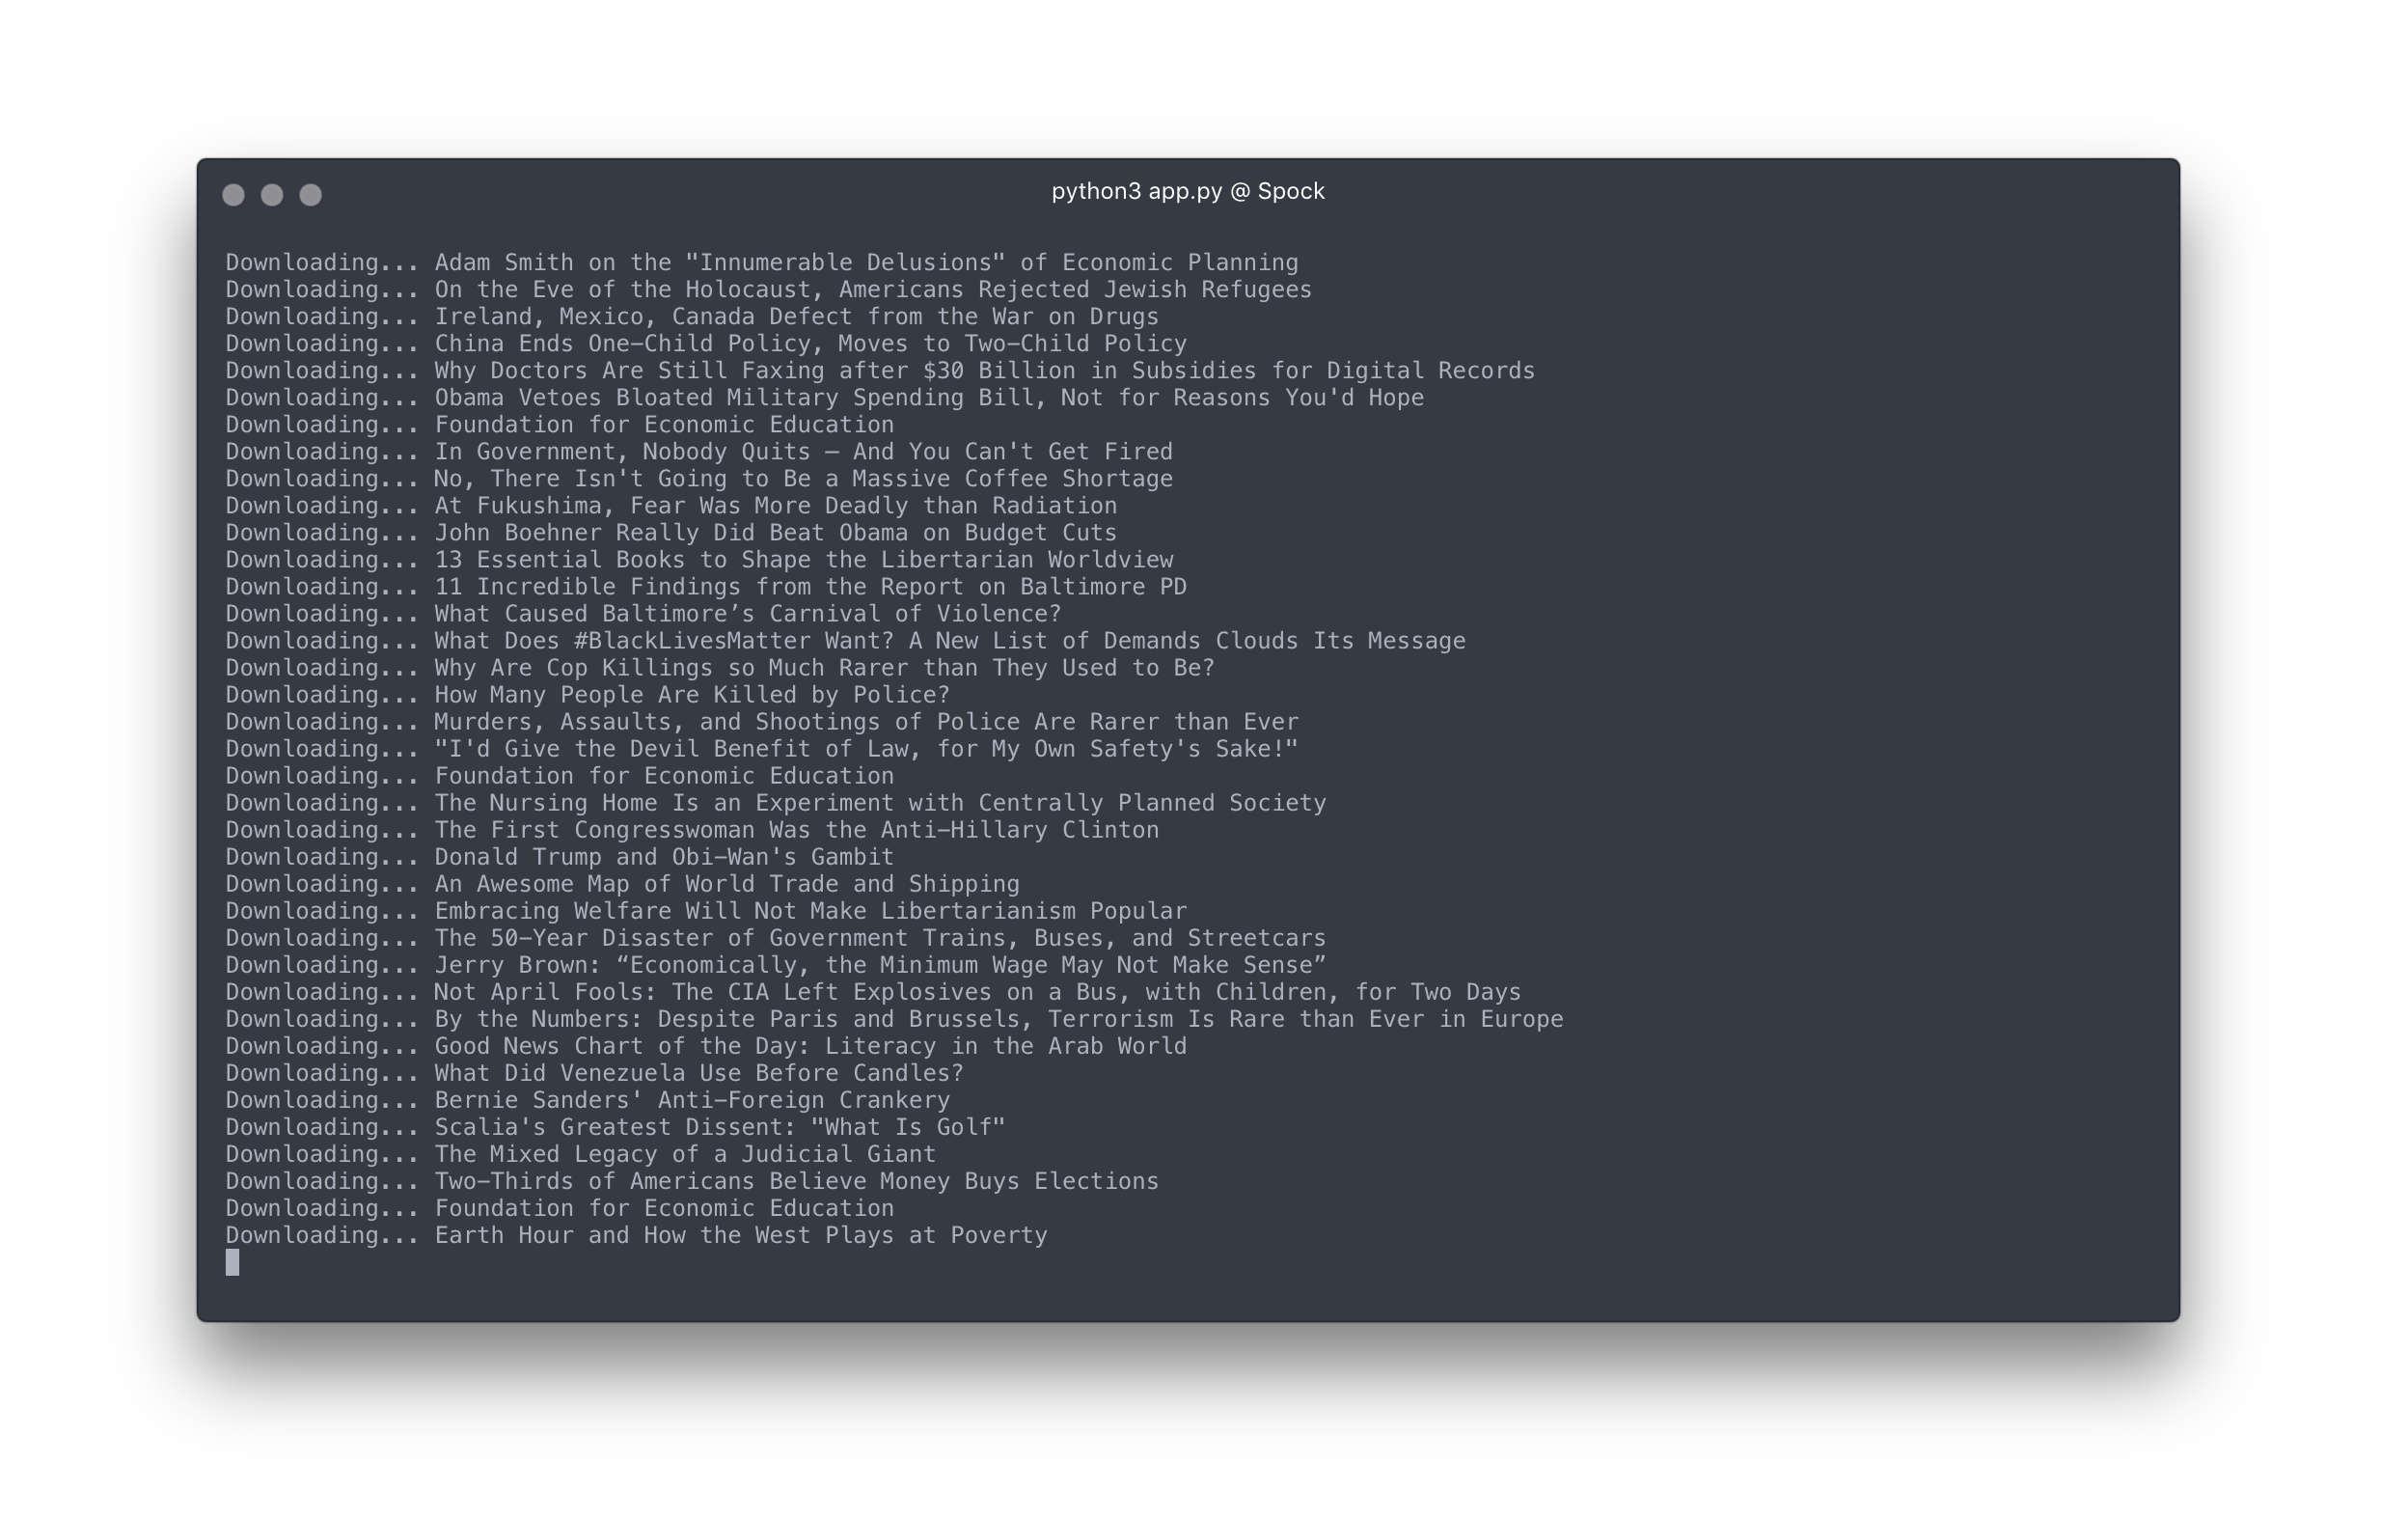 python3 app.py @ Spock
Downloading... Adam Smith on the "Innumerable Delusions" of Economic Planning
Downloading... On the Eve of the Holocaust, Americans Rejected Jewish Refugees
Downloading... Ireland, Mexico, Canada Defect from the War on Drugs
Downloading... China Ends One–Child Policy, Moves to Two–Child Policy
Downloading... Why Doctors Are Still Faxing after $30 Billion in Subsidies for Digital Records
Downloading... Obama Vetoes Bloated Military Spending Bill, Not for Reasons You'd Hope
Downloading... Foundation for Economic Education
Downloading... In Government, Nobody Quits — And You Can't Get Fired
Downloading... No, There Isn't Going to Be a Massive Coffee Shortage
Downloading... At Fukushima, Fear Was More Deadly than Radiation
Downloading... John Boehner Really Did Beat Obama on Budget Cuts
Downloading... 13 Essential Books to Shape the Libertarian Worldview
Downloading... 11 Incredible Findings from the Report on Baltimore PD
Downloading... What Caused Baltimore’s Carnival of Violence?
Downloading... What Does #BlackLivesMatter Want? A New List of Demands Clouds Its Message
Downloading... Why Are Cop Killings so Much Rarer than They Used to Be?
Downloading... How Many People Are Killed by Police?
Downloading... Murders, Assaults, and Shootings of Police Are Rarer than Ever
Downloading... "I'd Give the Devil Benefit of Law, for My Own Safety's Sake!"
Downloading... Foundation for Economic Education
Downloading... The Nursing Home Is an Experiment with Centrally Planned Society
Downloading... The First Congresswoman Was the Anti–Hillary Clinton
Downloading... Donald Trump and Obi–Wan's Gambit
Downloading... An Awesome Map of World Trade and Shipping
Downloading... Embracing Welfare Will Not Make Libertarianism Popular
Downloading... The 50–Year Disaster of Government Trains, Buses, and Streetcars
Downloading... Jerry Brown: “Economically, the Minimum Wage May Not Make Sense”
Downloading... Not April Fools: The CIA Left Explosives on a Bus, with Children, for Two Days
Downloading... By the Numbers: Despite Paris and Brussels, Terrorism Is Rare than Ever in Europe
Downloading... Good News Chart of the Day: Literacy in the Arab World
Downloading... What Did Venezuela Use Before Candles?
Downloading... Bernie Sanders' Anti–Foreign Crankery
Downloading... Scalia's Greatest Dissent: "What Is Golf"
Downloading... The Mixed Legacy of a Judicial Giant
Downloading... Two–Thirds of Americans Believe Money Buys Elections
Downloading... Foundation for Economic Education
Downloading... Earth Hour and How the West Plays at Poverty